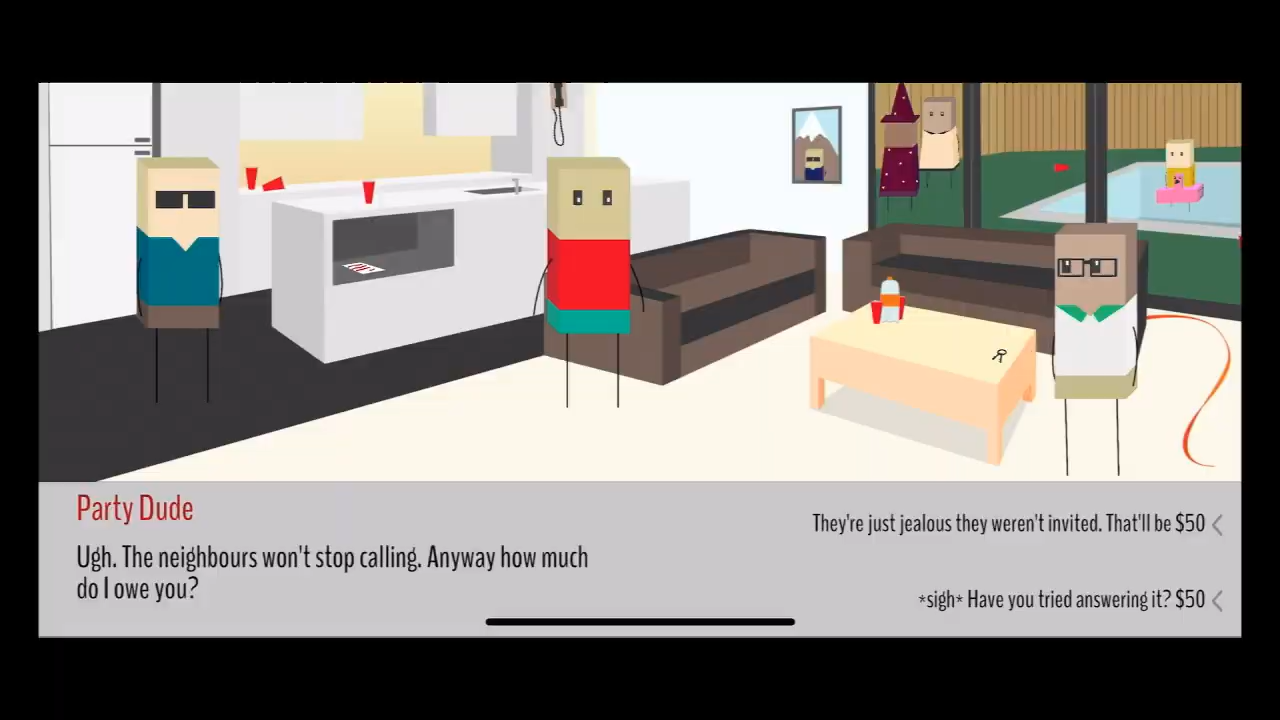 Party Dude
Ugh. The neighbours won't stop calling. Anyway how much
do I owe you?
They're just jealous they weren't invited. That'll be $50
*sigh* Have you tried answering it? $50